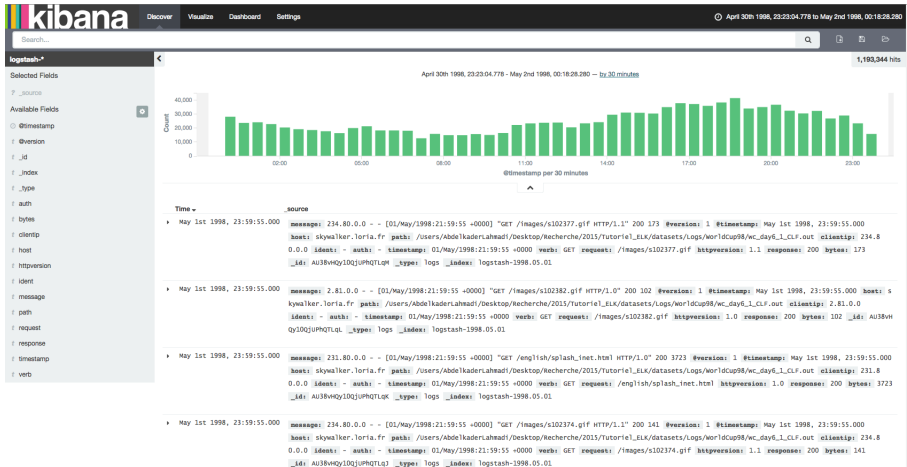 kibana Discover Visualize Dashboard Settings April 30th 1998, 23:23:04.778 to May 2nd 1998, 00:18:28.280
Search...
logstash-* 1,193,344 hits
Selected Fields
? _source
Available Fields
@timestamp
t @version
t _id
t _index
t _type
t auth
t bytes
t clientip
t host
t httpversion
t ident
t message
t path
t request
t response
t timestamp
t verb
April 30th 1998, 23:23:04.778 - May 2nd 1998, 00:18:28.280 — by 30 minutes
Count
40,000
30,000
20,000
10,000
0
02:00 05:00 08:00 11:00 14:00 17:00 20:00 23:00
@timestamp per 30 minutes
Time _source
May 1st 1998, 23:59:55.000 message: 234.80.0.0 - - [01/May/1998:21:59:55 +0000] "GET /images/s102377.gif HTTP/1.1" 200 173 @version: 1 @timestamp: May 1st 1998, 23:59:55.000
host: skywalker.loria.fr path: /Users/AbdelkaderLahmadi/Desktop/Recherche/2015/Tutoriel_ELK/datasets/Logs/WorldCup98/wc_day6_1_CLF.out clientip: 234.8
0.0.0 ident: - auth: - timestamp: 01/May/1998:21:59:55 +0000 verb: GET request: /images/s102377.gif httpversion: 1.1 response: 200 bytes: 173
_id: AU38vHQy1OQjUPhQTLqM _type: logs _index: logstash-1998.05.01
May 1st 1998, 23:59:55.000 message: 2.81.0.0 - - [01/May/1998:21:59:55 +0000] "GET /images/s102382.gif HTTP/1.0" 200 102 @version: 1 @timestamp: May 1st 1998, 23:59:55.000 host: s
kywalker.loria.fr path: /Users/AbdelkaderLahmadi/Desktop/Recherche/2015/Tutoriel_ELK/datasets/Logs/WorldCup98/wc_day6_1_CLF.out clientip: 2.81.0.0
ident: - auth: - timestamp: 01/May/1998:21:59:55 +0000 verb: GET request: /images/s102382.gif httpversion: 1.0 response: 200 bytes: 102 _id: AU38vH
Qy1OQjUPhQTLqL _type: logs _index: logstash-1998.05.01
May 1st 1998, 23:59:55.000 message: 231.80.0.0 - - [01/May/1998:21:59:55 +0000] "GET /english/splash_inet.html HTTP/1.0" 200 3723 @version: 1 @timestamp: May 1st 1998, 23:59:55.000
host: skywalker.loria.fr path: /Users/AbdelkaderLahmadi/Desktop/Recherche/2015/Tutoriel_ELK/datasets/Logs/WorldCup98/wc_day6_1_CLF.out clientip: 231.8
0.0.0 ident: - auth: - timestamp: 01/May/1998:21:59:55 +0000 verb: GET request: /english/splash_inet.html httpversion: 1.0 response: 200 bytes: 3723
_id: AU38vHQy1OQjUPhQTLqK _type: logs _index: logstash-1998.05.01
May 1st 1998, 23:59:55.000 message: 234.80.0.0 - - [01/May/1998:21:59:55 +0000] "GET /images/s102374.gif HTTP/1.1" 200 141 @version: 1 @timestamp: May 1st 1998, 23:59:55.000
host: skywalker.loria.fr path: /Users/AbdelkaderLahmadi/Desktop/Recherche/2015/Tutoriel_ELK/datasets/Logs/WorldCup98/wc_day6_1_CLF.out clientip: 234.8
0.0.0 ident: - auth: - timestamp: 01/May/1998:21:59:55 +0000 verb: GET request: /images/s102374.gif httpversion: 1.1 response: 200 bytes: 141
_id: AU38vHQy1OQjUPhQTLqJ _type: logs _index: logstash-1998.05.01